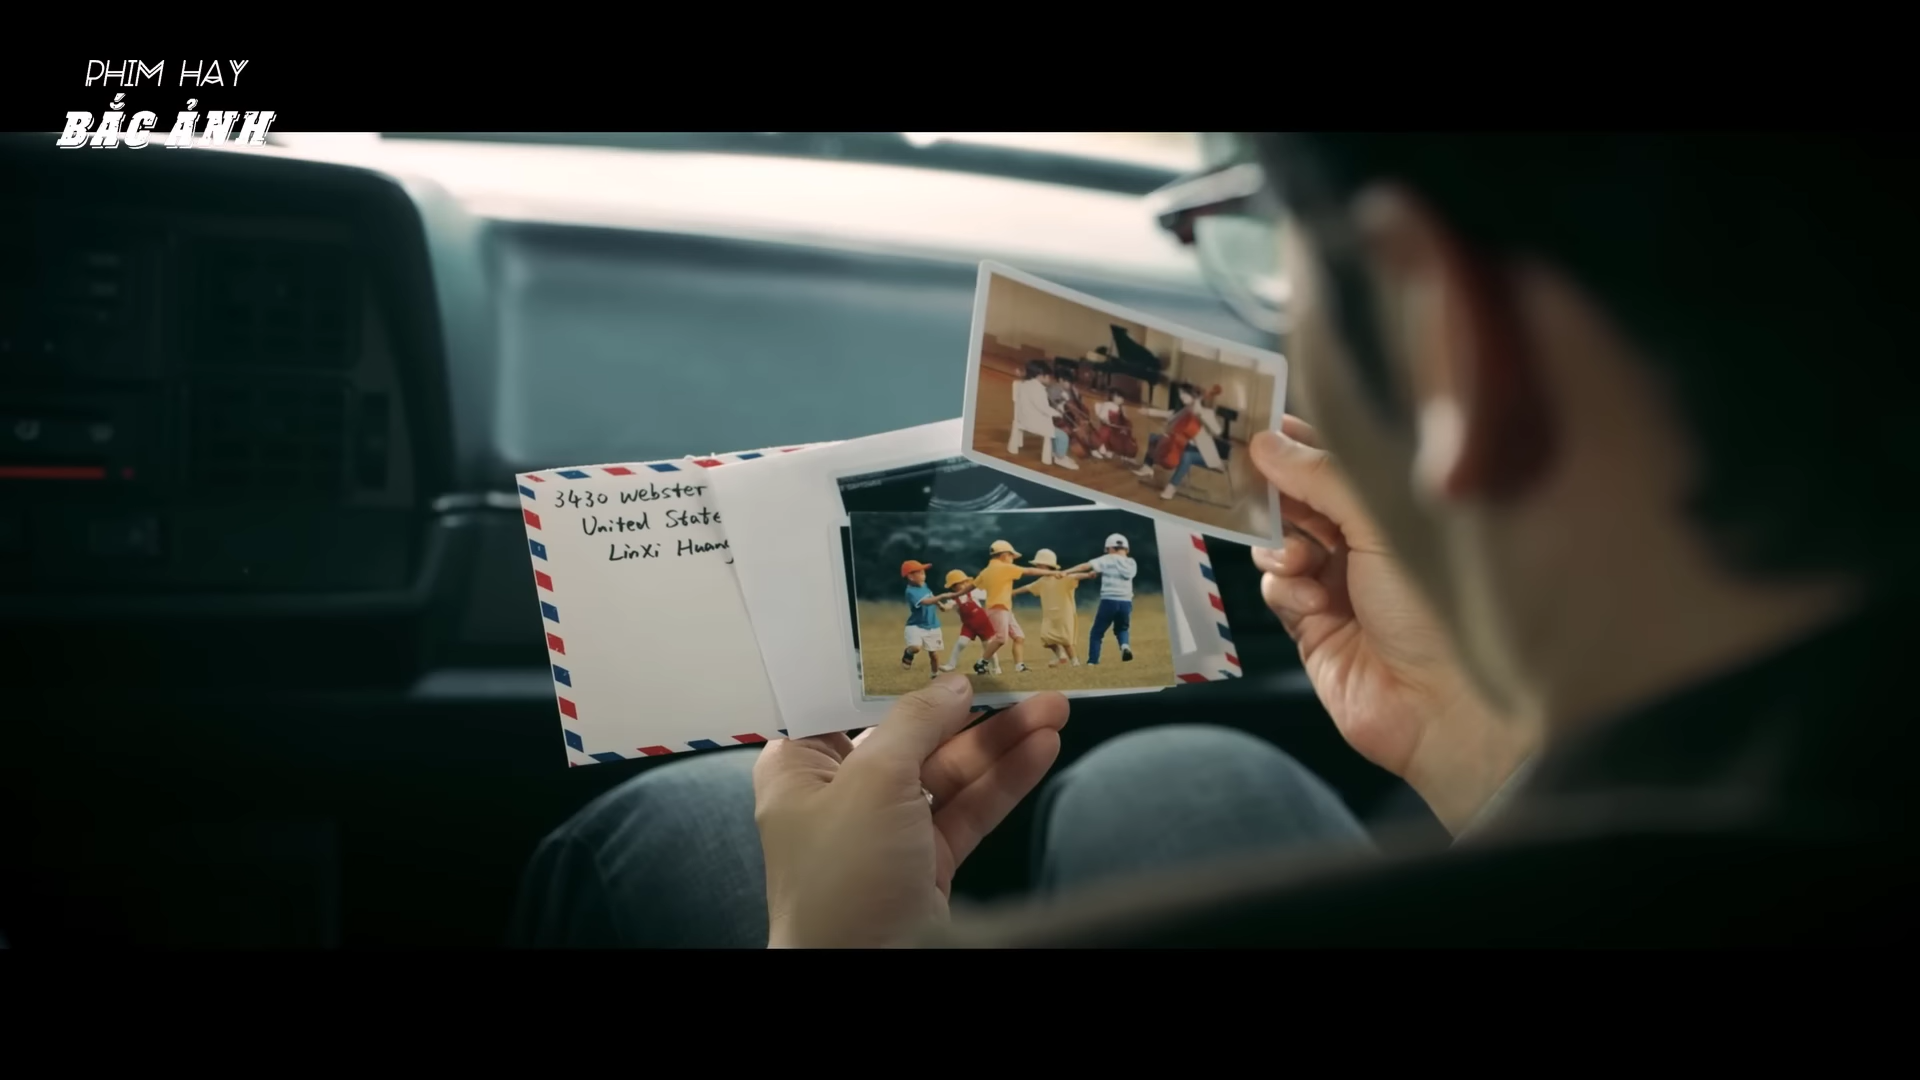 PHIM HAY
BẮC ẢNH
3430 Webster
United State
LinXi Huang